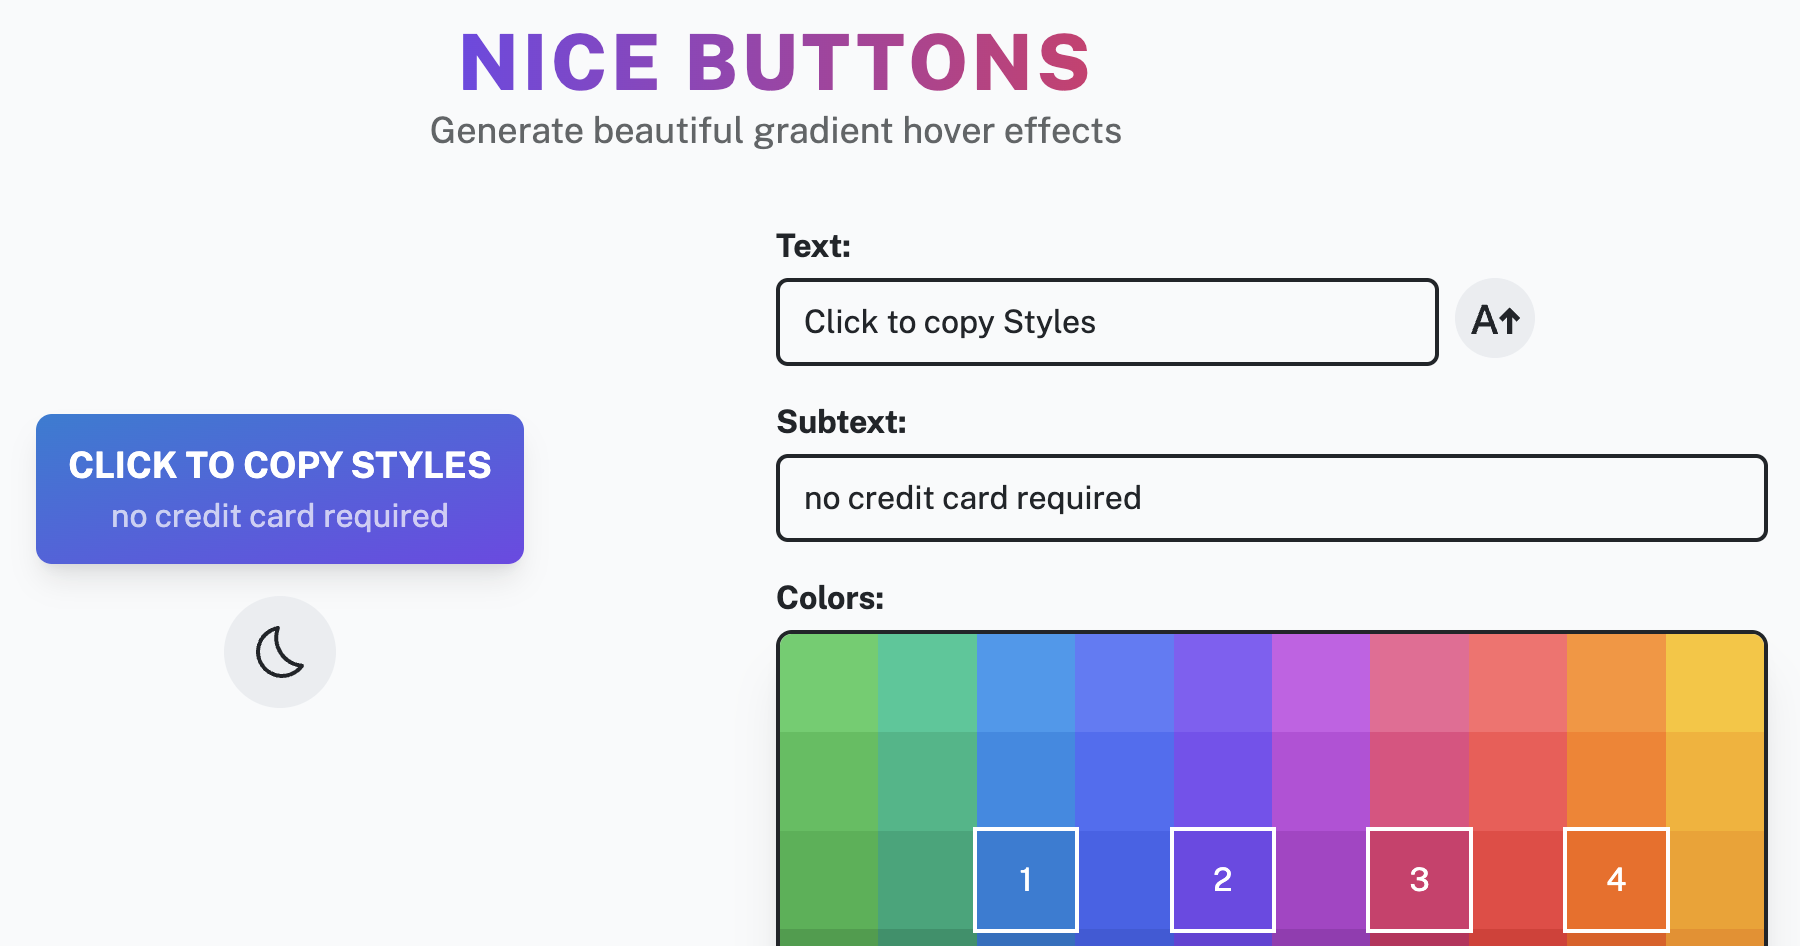 NICE BUTTONS
Generate beautiful gradient hover effects
Text:
Click to copy Styles
A
Subtext:
no credit card required
CLICK TO COPY STYLES
no credit card required
Colors:
1 2 3 4